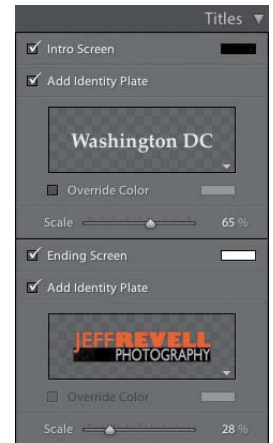 Titles
Intro Screen
Add Identity Plate
Washington DC
Override Color
Scale 65 %
Ending Screen
Add Identity Plate
JEFFREVELL
PHOTOGRAPHY
Override Color
Scale 28 %